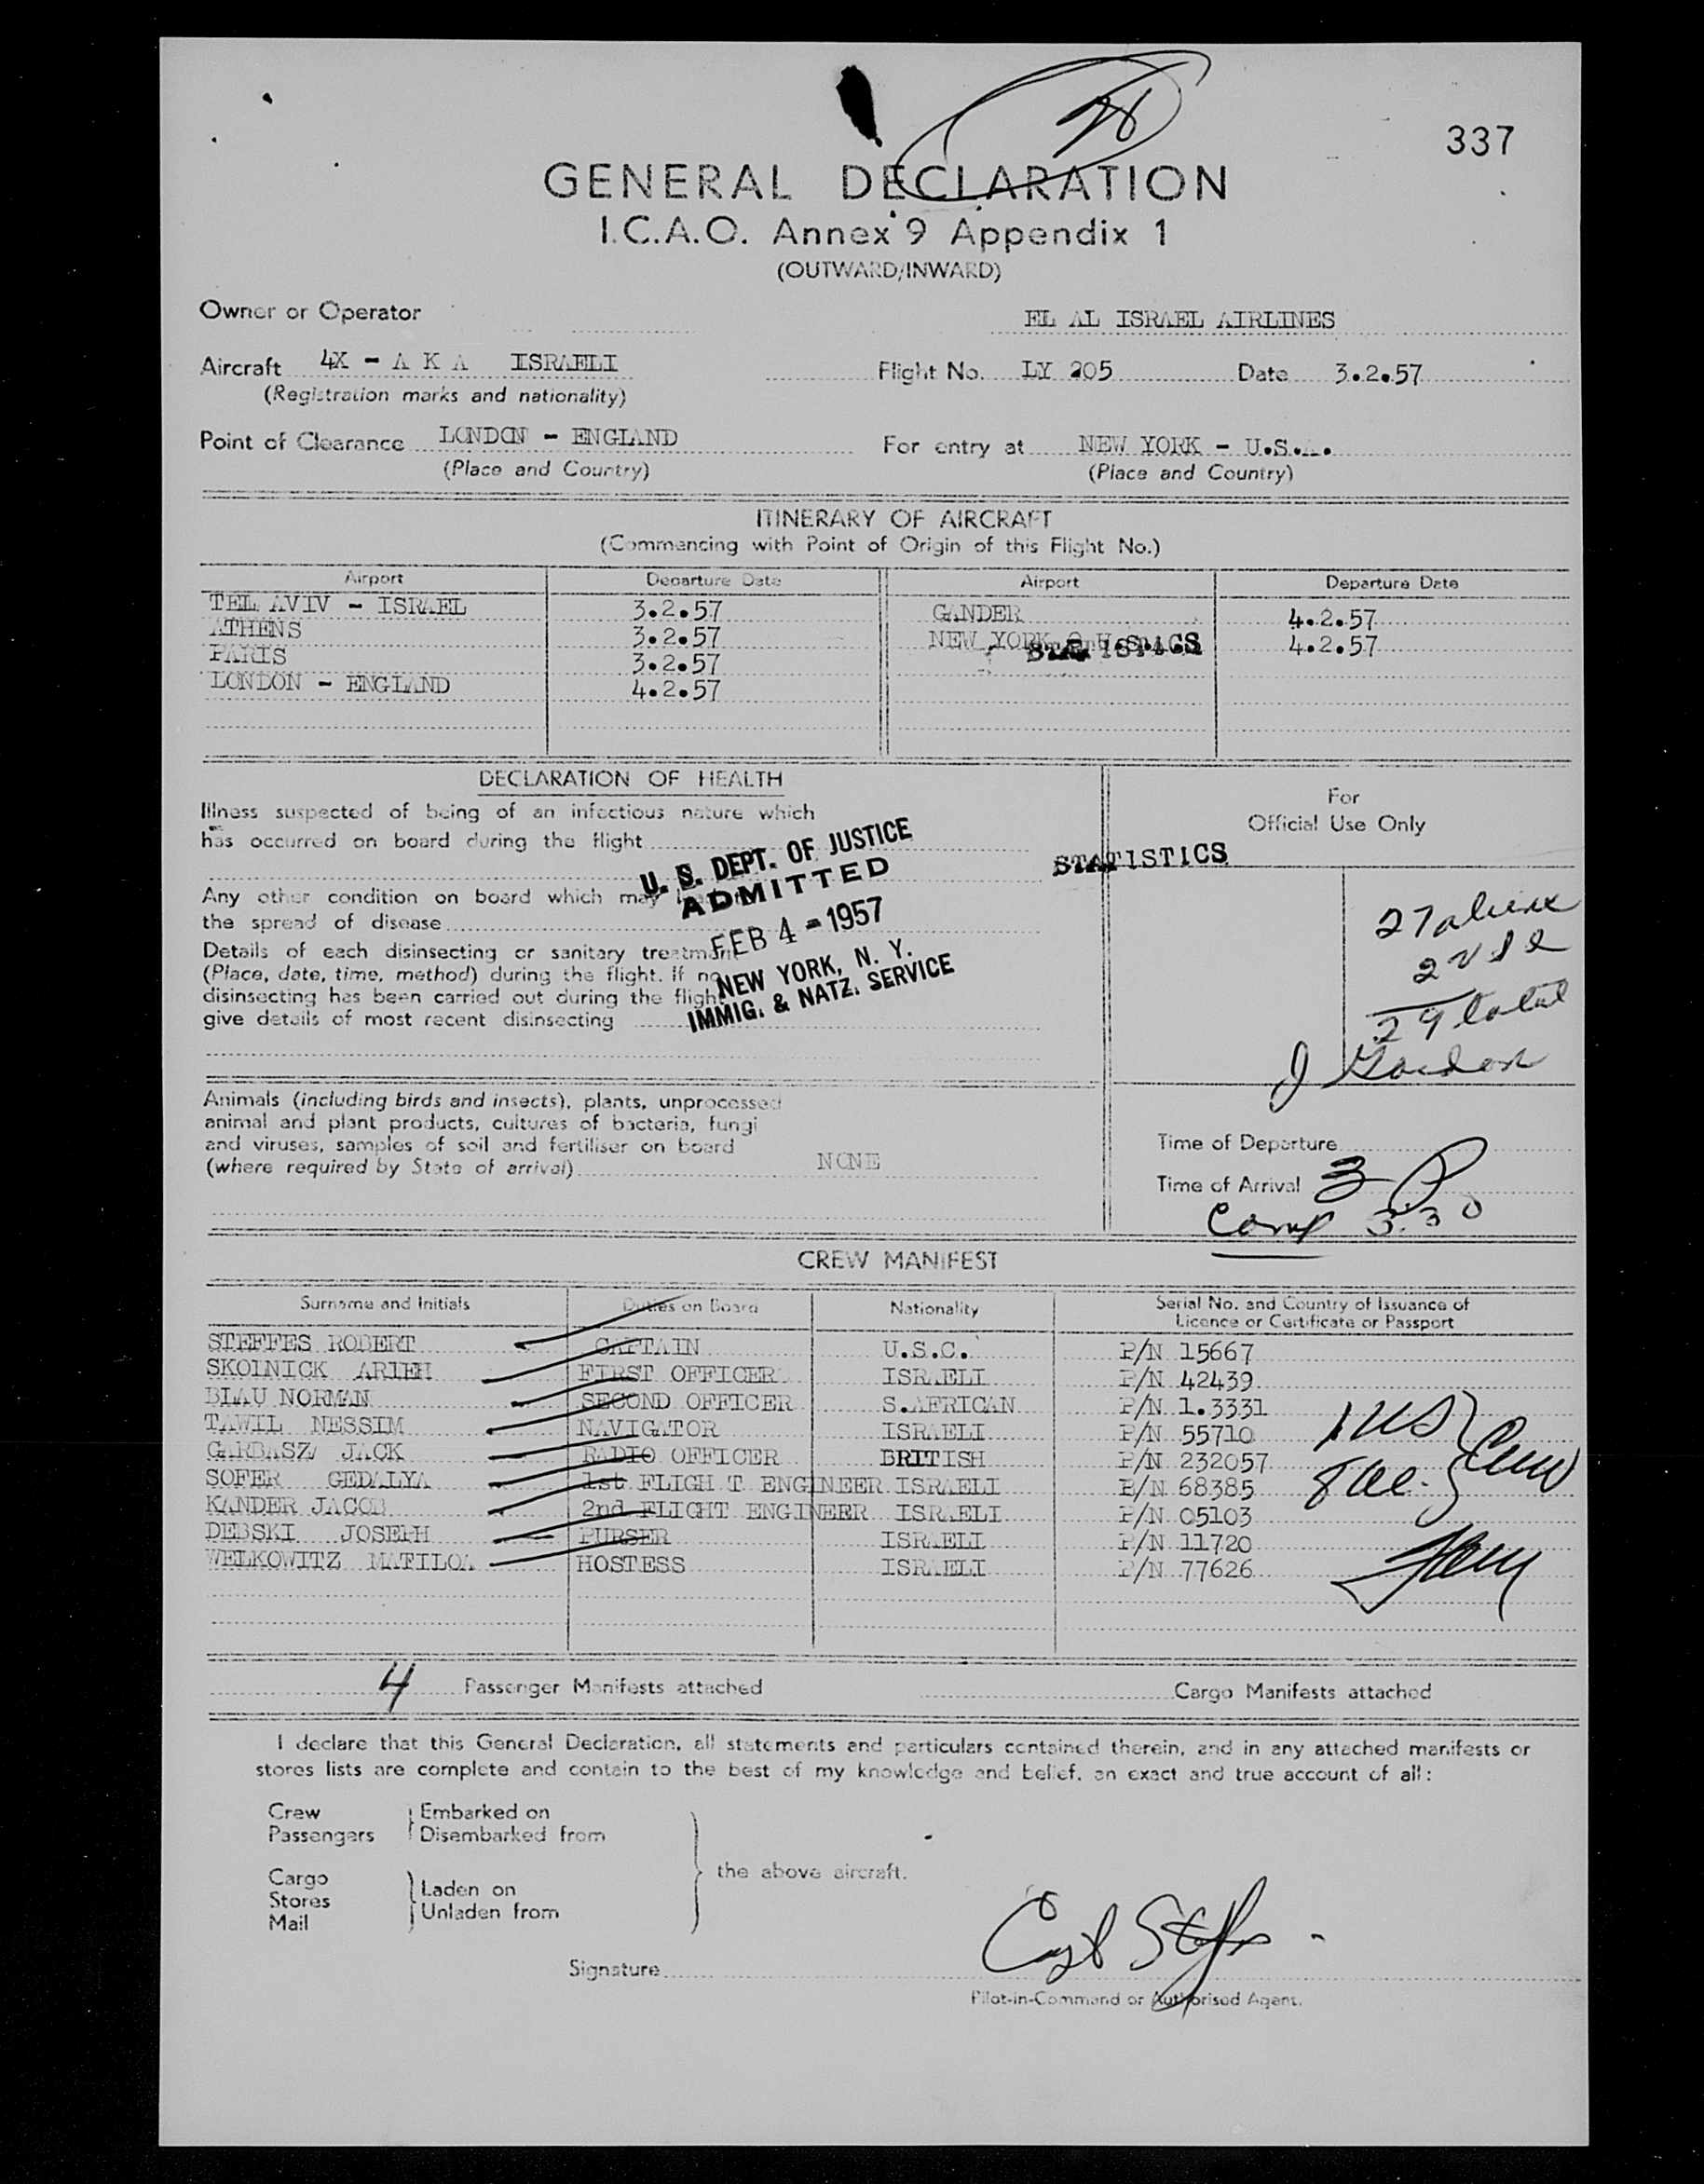 337
GENERAL DECLARATION
I.C.A.O. Annex 9 Appendix 1
(OUTWARD/INWARD)
Owner or Operator EL AL ISRAEL AIRLINES
Aircraft 4X - A K A ISRAELI Flight No. LY 205 Date 3.2.57
(Registration marks and nationality)
Point of Clearance LONDON - ENGLAND For entry at NEW YORK - U.S.A.
(Place and Country) (Place and Country)
ITINERARY OF AIRCRAFT
(Commencing with Point of Origin of this Flight No.)
Airport Departure Date Airport Departure Date
TEL AVIV - ISRAEL 3.2.57 GANDER 4.2.57
ATHENS 3.2.57 NEW YORK U.S.A. 4.2.57
STATISTICS
PARIS 3.2.57
LONDON - ENGLAND 4.2.57
DECLARATION OF HEALTH
For
Official Use Only
Illness suspected of being of an infectious nature which
has occurred on board during the flight
STATISTICS
Any other condition on board which may
the spread of disease
Details of each disinsecting or sanitary treatment
(Place, date, time, method) during the flight. If no
disinsecting has been carried out during the flight
give details of most recent disinsecting
U. S. DEPT. OF JUSTICE
ADMITTED
FEB 4 - 1957
NEW YORK, N. Y.
IMMIG. & NATZ. SERVICE
27 aliens
2 USC
29 total
J Gordon
Animals (including birds and insects), plants, unprocessed
animal and plant products, cultures of bacteria, fungi
and viruses, samples of soil and fertiliser on board
(where required by State of arrival) NONE
Time of Departure
Time of Arrival 3 P
Comp 3:30
CREW MANIFEST
Surname and Initials Duties on Board Nationality Serial No. and Country of Issuance of
Licence or Certificate or Passport
STEFFES ROBERT CAPTAIN U.S.C. P/N 15667
SKOLNICK ARIEH FIRST OFFICER ISRAELI P/N 42439
BLAU NORMAN SECOND OFFICER S.AFRICAN P/N 1.3331
TAWIL NESSIM NAVIGATOR ISRAELI P/N 55710
GARBASZ JACK RADIO OFFICER BRITISH P/N 232057
SOFER GEDALYA 1st FLIGH T ENGINEER ISRAELI P/N 68385
KANDER JACOB 2nd FLIGHT ENGINEER ISRAELI P/N 05103
DEBSKI JOSEPH PURSER ISRAELI P/N 11720
WELKOWITZ MATILDA HOSTESS ISRAELI P/N 77626
1 US
8 al.
Crew
4 Passenger Manifests attached Cargo Manifests attached
I declare that this General Declaration, all statements and particulars contained therein, and in any attached manifests or
stores lists are complete and contain to the best of my knowledge and belief, an exact and true account of all:
Crew Embarked on
Passengers Disembarked from
the above aircraft.
Cargo
Stores Laden on
Mail Unladen from
Signature Capt Steffes
Pilot-in-Command or Authorised Agent.